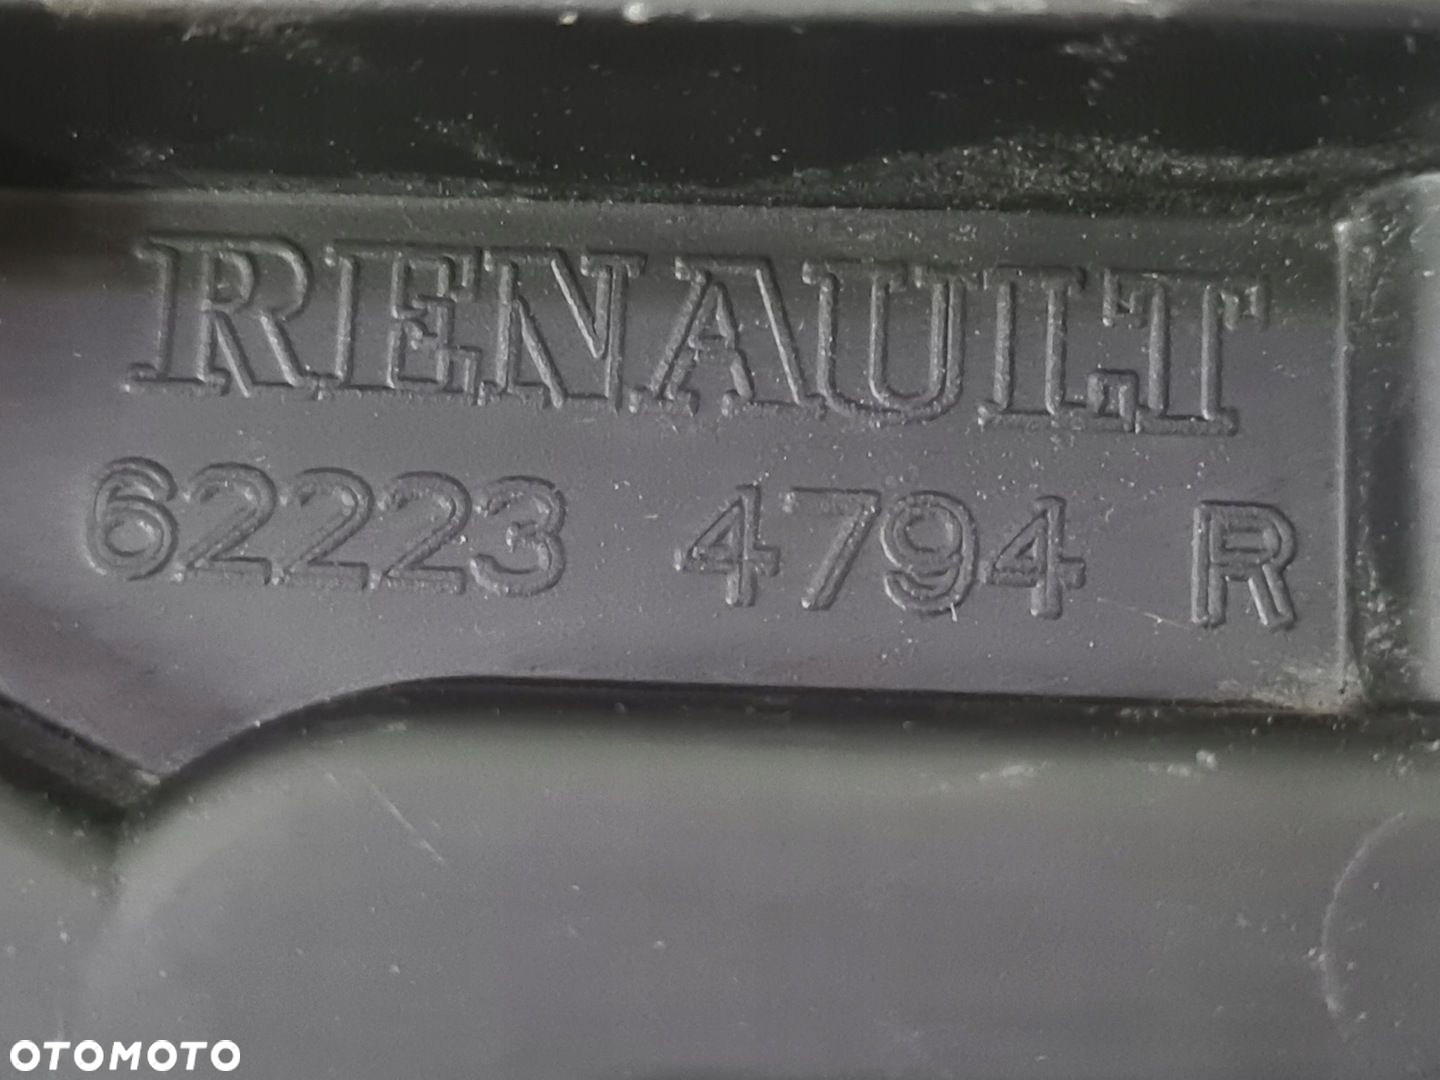 RENAULT
62223 4794 R
OTOMOTO